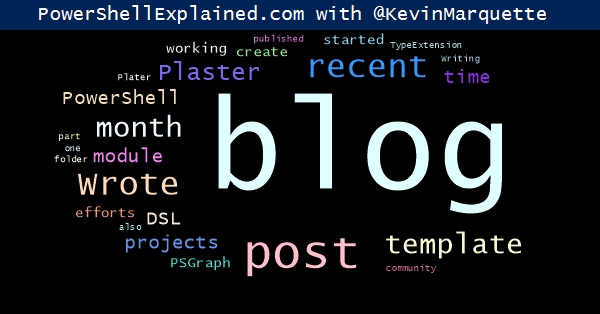 PowerShellExplained.com with @KevinMarquette
published
started
working
create
TypeExtension
Writing
Plater
Plaster
recent
time
PowerShell
blog
month
part
one
folder
module
Wrote
efforts
DSL
also
projects
post
template
PSGraph
community